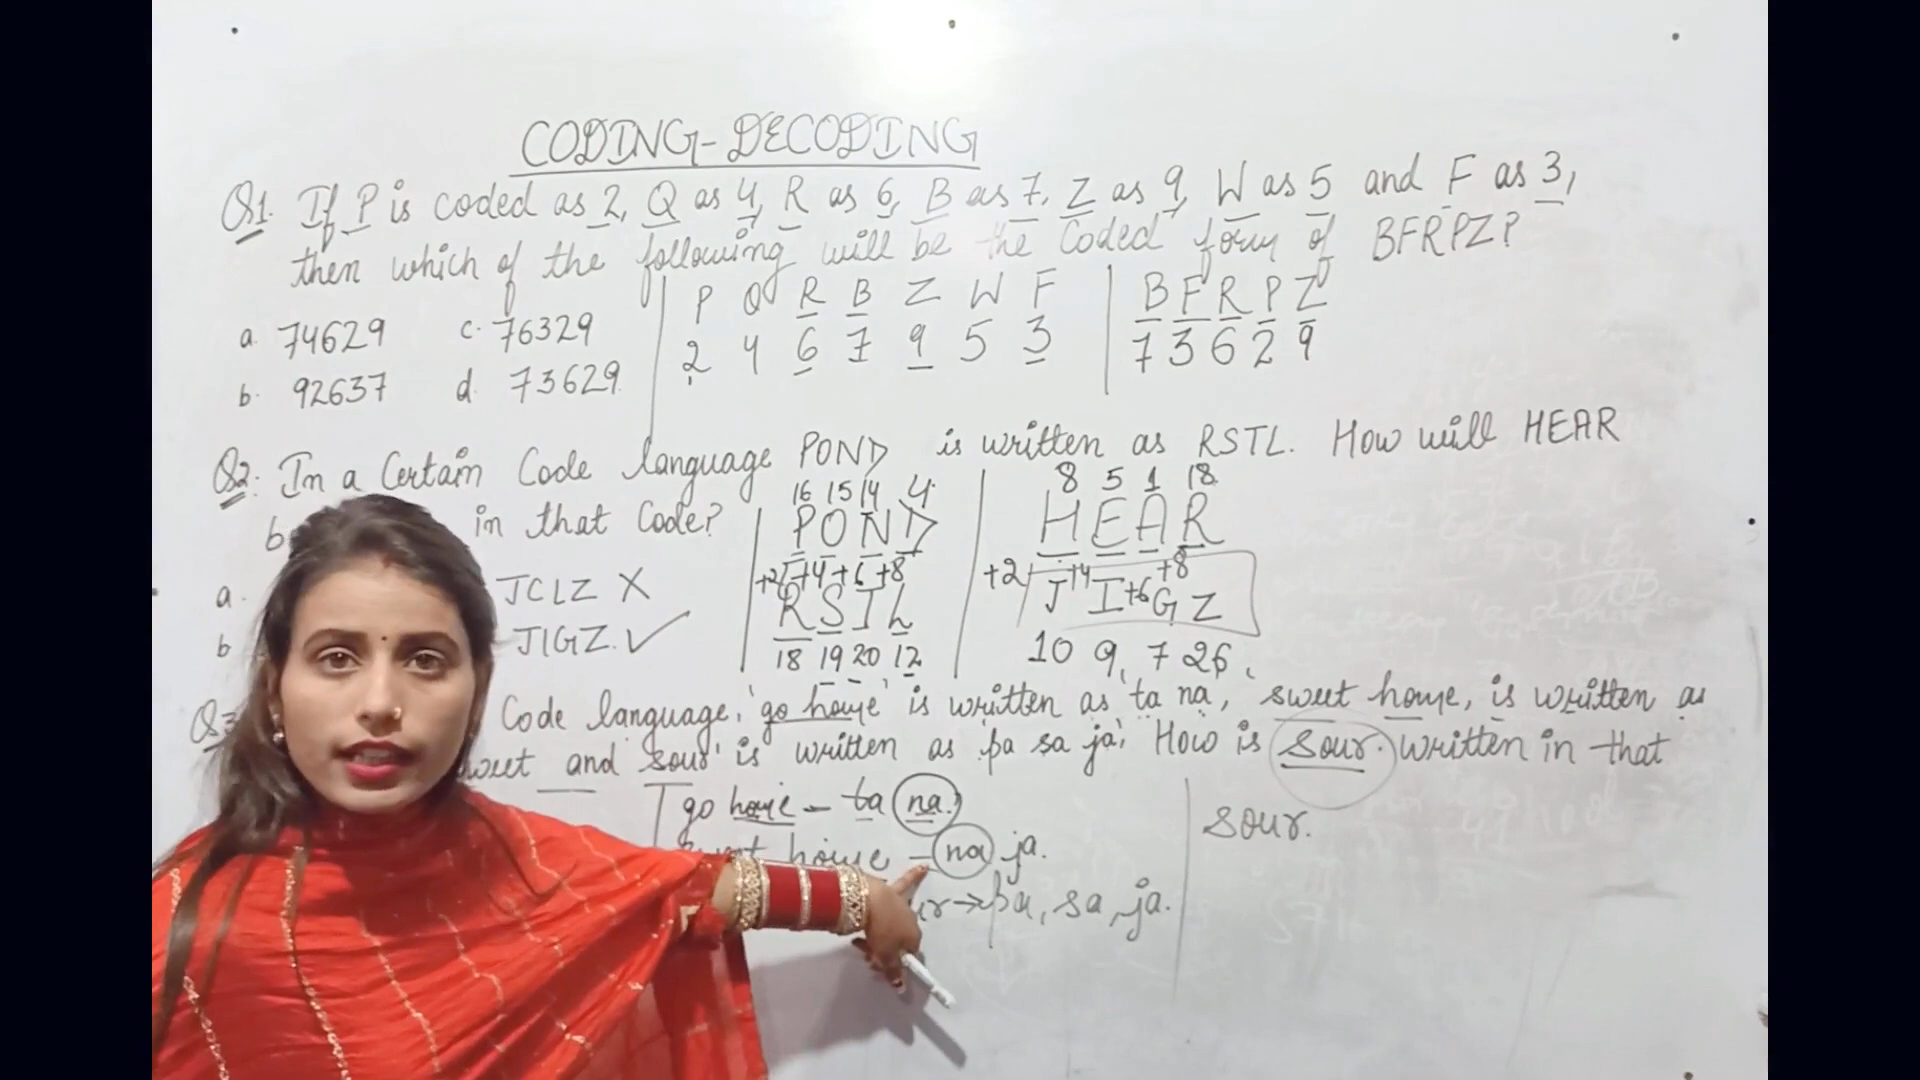 CODING-DECODING
Q1. If P is coded as 2, Q as 4, R as 6, B as 7, Z as 9, W as 5 and F as 3,
then which of the following will be the coded form of BFRPZ?
a. 74629 c. 76329
b. 92637 d. 73629
P Q R B Z W F
2 4 6 7 9 5 3
B F R P Z
7 3 6 2 9
Q2. In a Certain Code language POND is written as RSTL. How will HEAR
b in that Code?
a. JCLZ X
b JIGZ. ✓
16 15 14 4
POND
+2 +4 +6 +8
RSTL
18 19 20 12
8 5 1 18
HEAR
+2 +4 +6 +8
J I G Z
10 9, 7 26
Q3 Code language, 'go home' is written as 'ta na, sweet home, is written as
and sour' is written as pa sa ja, How is sour. written in that
go home - ta na.
home - na ja.
→ pa, sa, ja.
sour.